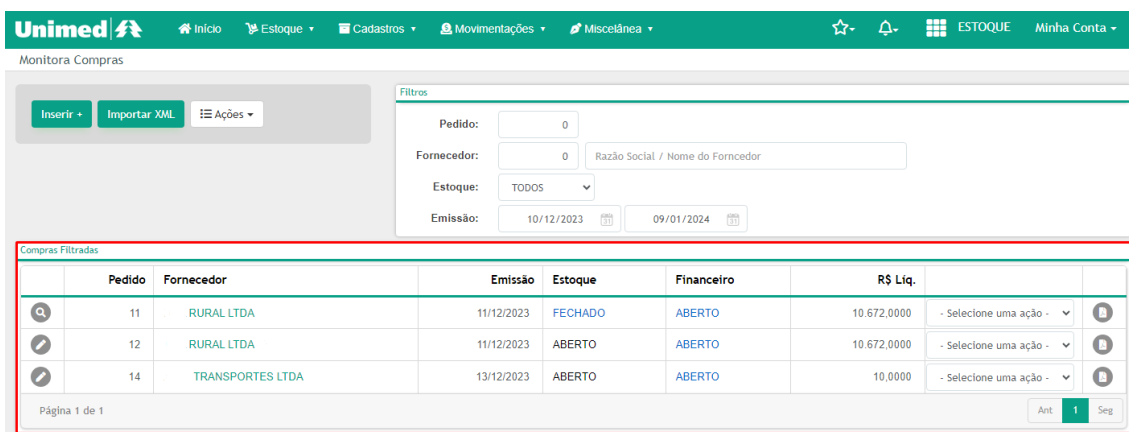 Unimed Início Estoque Cadastros Movimentações Miscelânea ESTOQUE Minha Conta
Monitora Compras
Inserir + Importar XML Ações
Filtros
Pedido: 0
Fornecedor: 0 Razão Social / Nome do Forncedor
Estoque: TODOS
Emissão: 10/12/2023 09/01/2024
Compras Filtradas
Pedido Fornecedor Emissão Estoque Financeiro R$ Liq.
11 RURAL LTDA 11/12/2023 FECHADO ABERTO 10.672,0000 - Selecione uma ação -
12 RURAL LTDA 11/12/2023 ABERTO ABERTO 10.672,0000 - Selecione uma ação -
14 TRANSPORTES LTDA 13/12/2023 ABERTO ABERTO 10,0000 - Selecione uma ação -
Página 1 de 1 Ant 1 Seg